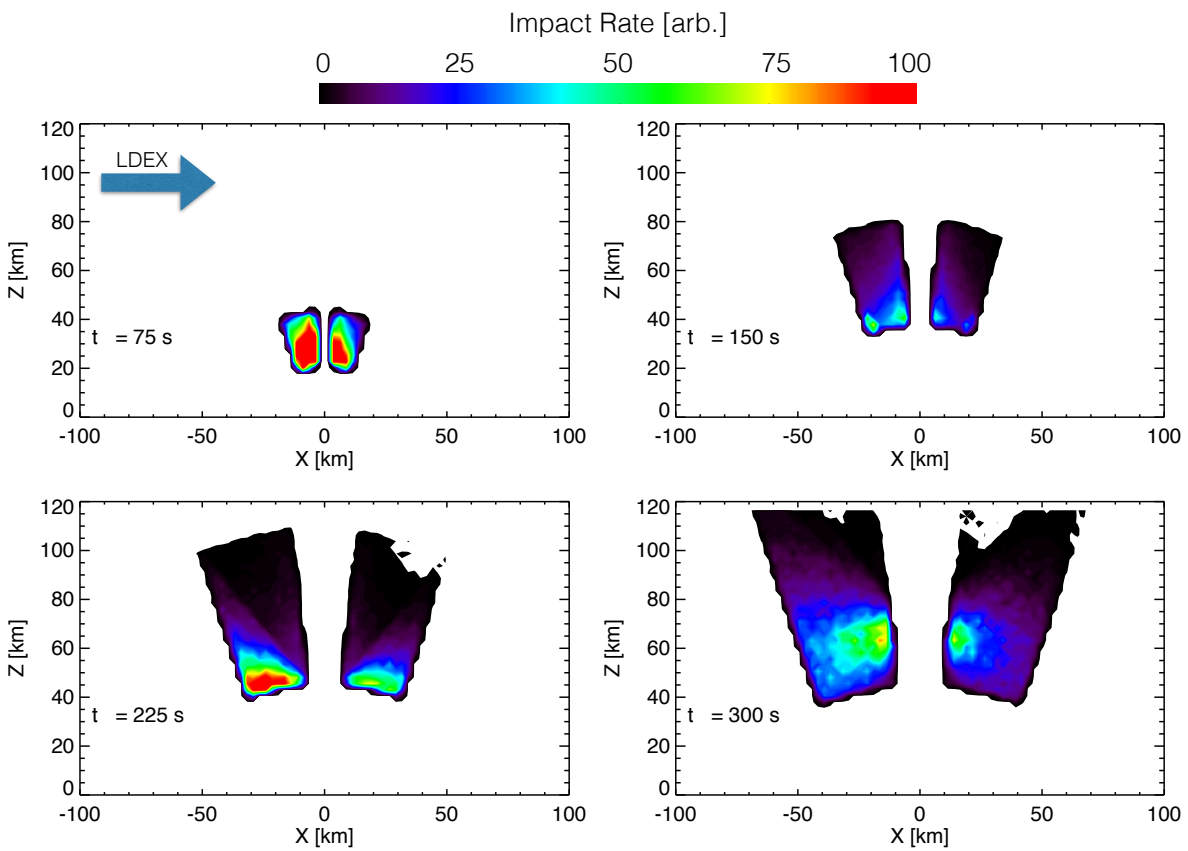 Impact Rate [arb.]
0 25 50 75 100
120
100
80
60
40
20
0
Z [km]
LDEX
t = 75 s
-100 -50 0 50 100
X [km]
120
100
80
60
40
20
0
Z [km]
t = 150 s
-100 -50 0 50 100
X [km]
120
100
80
60
40
20
0
Z [km]
t = 225 s
-100 -50 0 50 100
X [km]
120
100
80
60
40
20
0
Z [km]
t = 300 s
-100 -50 0 50 100
X [km]